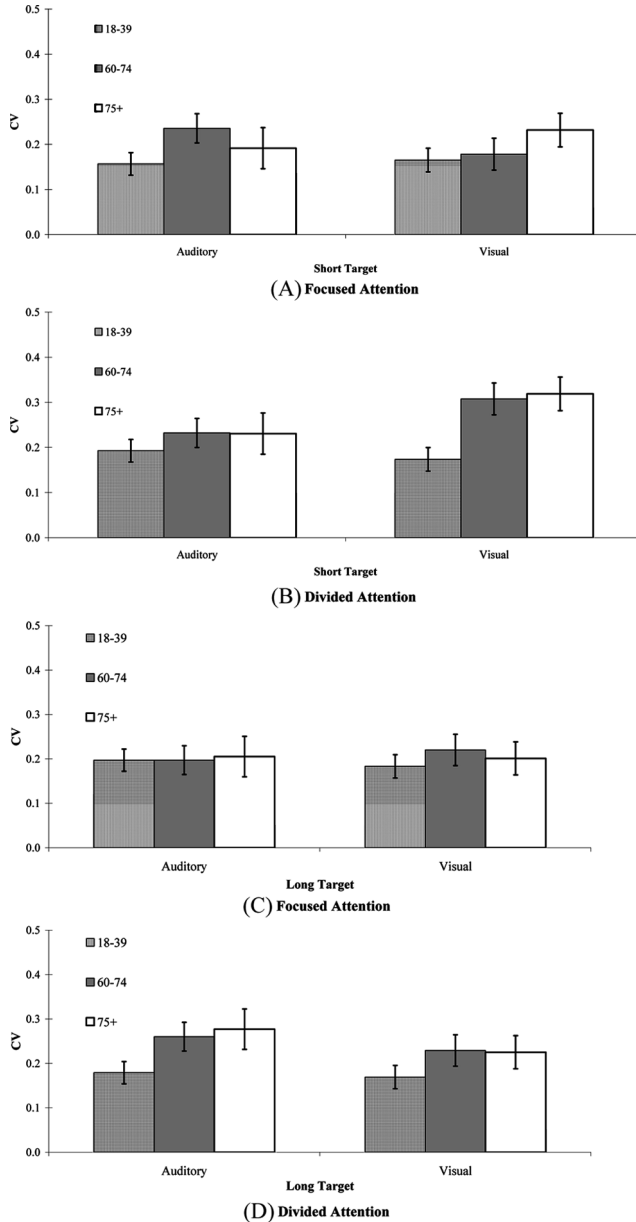 0.5
18-39
0.4
60-74
0.3
75+
CV
0.2
0.1
0.0
Auditory Visual
Short Target
(A) Focused Attention
0.5
18-39
0.4
60-74
0.3
75+
CV
0.2
0.1
0.0
Auditory Visual
Short Target
(B) Divided Attention
0.5
18-39
0.4
60-74
0.3
75+
CV
0.2
0.1
0.0
Auditory Visual
Long Target
(C) Focused Attention
0.5
18-39
0.4
60-74
0.3
75+
CV
0.2
0.1
0.0
Auditory Visual
Long Target
(D) Divided Attention